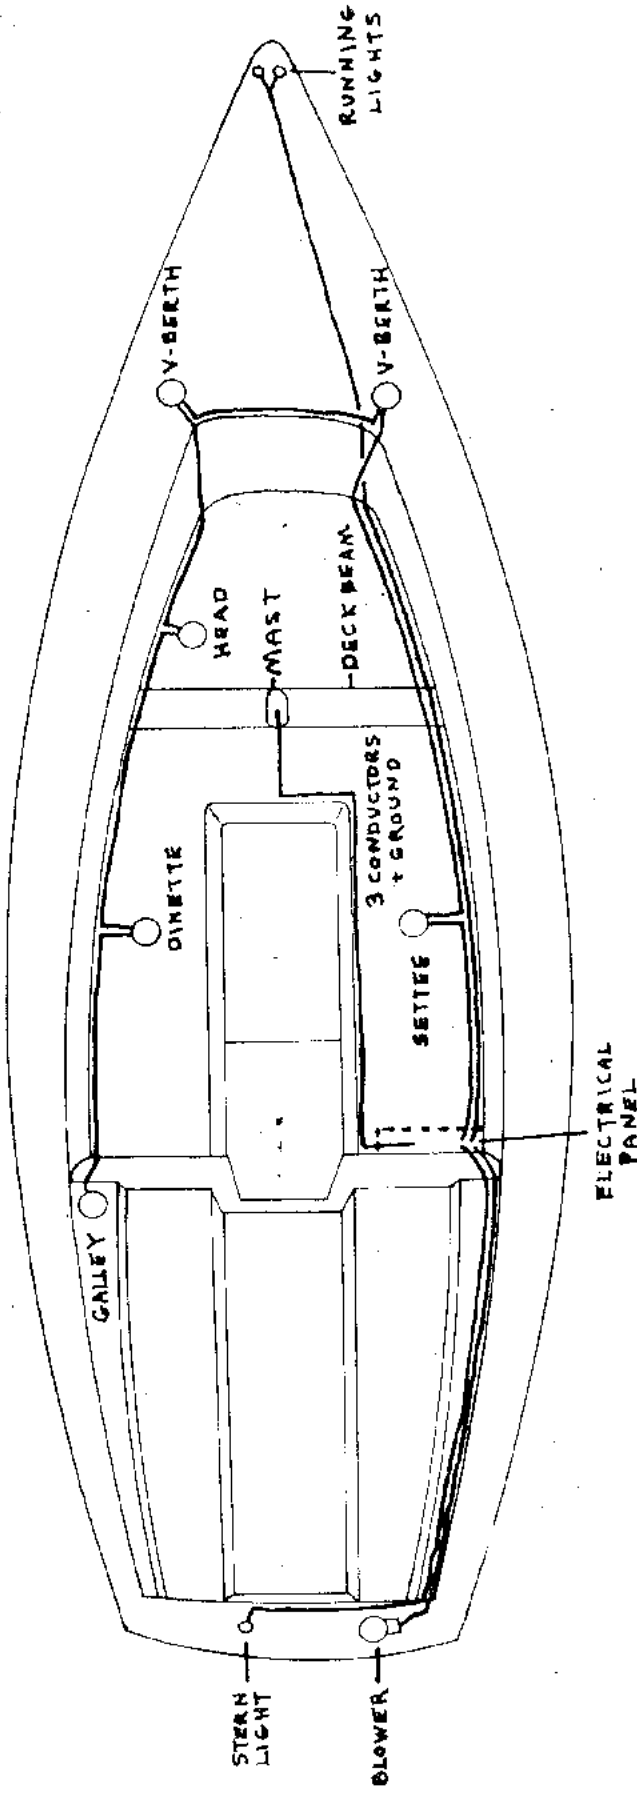 RUNNING
LIGHTS
V-BERTH
V-BERTH
HEAD
MAST
DECK BEAM
3 CONDUCTORS
+ GROUND
DINETTE
SETTEE
ELECTRICAL
PANEL
GALLEY
STERN
LIGHT
BLOWER